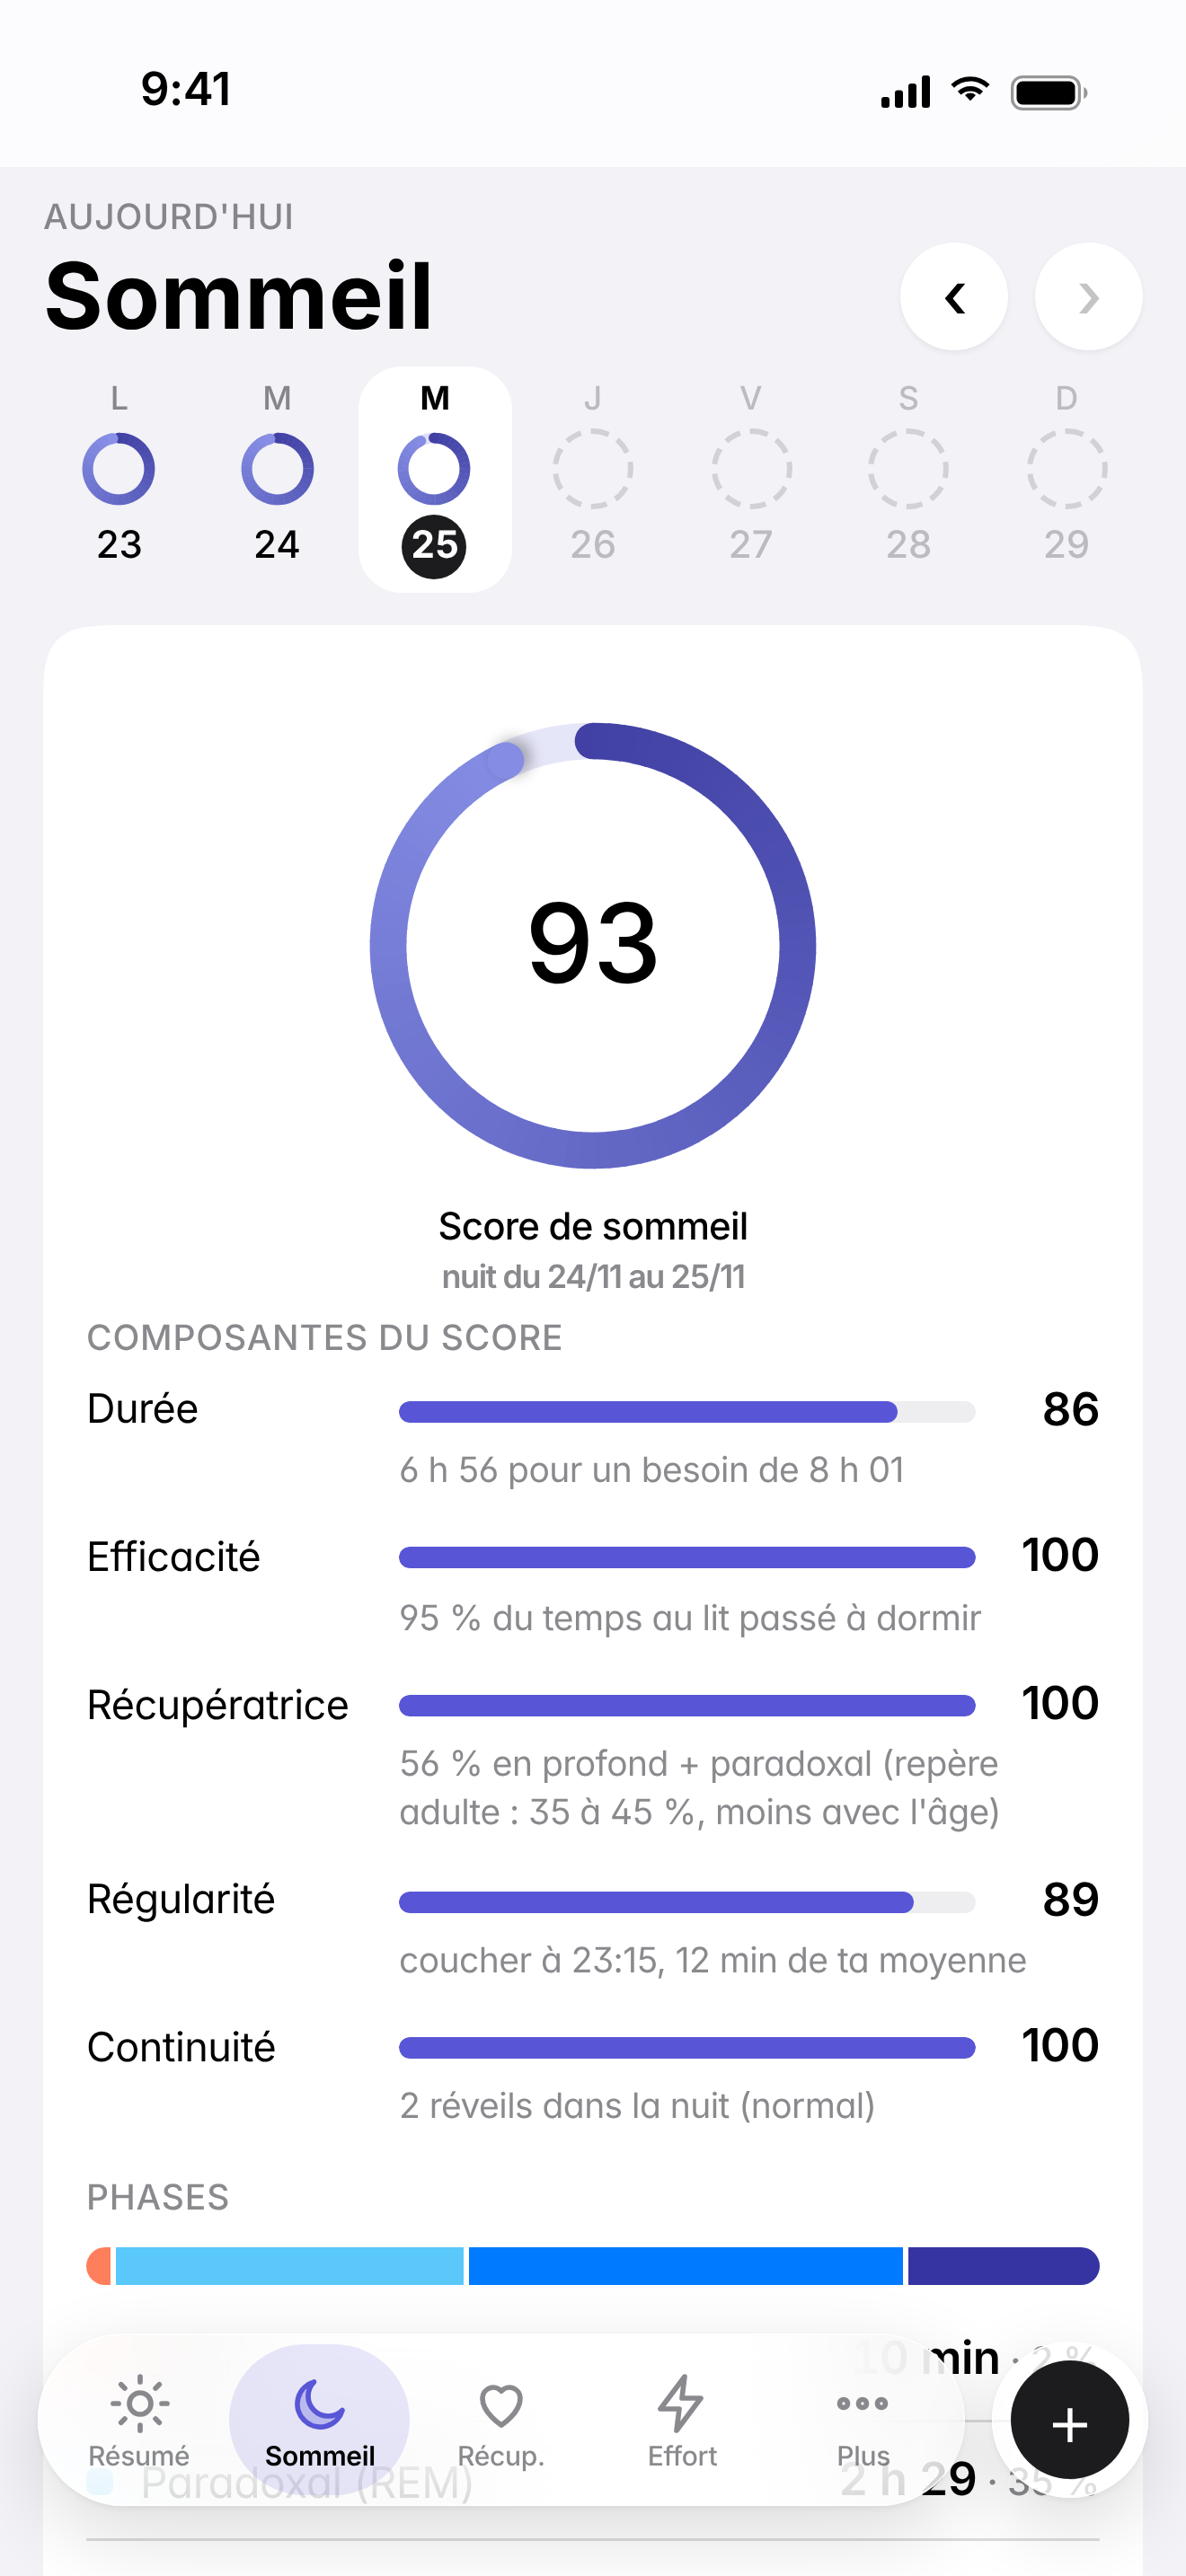 9:41
AUJOURD'HUI
Sommeil
L M M J V S D
23 24 25 26 27 28 29
93
Score de sommeil
nuit du 24/11 au 25/11
COMPOSANTES DU SCORE
Durée 86
6 h 56 pour un besoin de 8 h 01
Efficacité 100
95 % du temps au lit passé à dormir
Récupératrice 100
56 % en profond + paradoxal (repère
adulte : 35 à 45 %, moins avec l'âge)
Régularité 89
coucher à 23:15, 12 min de ta moyenne
Continuité 100
2 réveils dans la nuit (normal)
PHASES
10 min · 2 %
Résumé Sommeil Récup. Effort Plus
Paradoxal (REM) 2 h 29 · 35 %